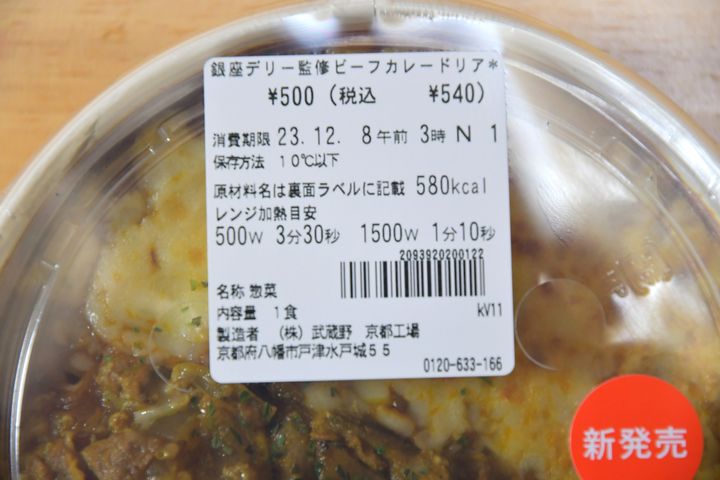 銀座デリー監修ビーフカレードリア*
¥500 (税込 ¥540)
消費期限 23.12. 8午前 3時 N 1
保存方法 10℃以下
原材料名は裏面ラベルに記載 580kcal
レンジ加熱目安
500W 3分30秒 1500W 1分10秒
2093920200122
名称 惣菜
内容量 1食 kV11
製造者 (株) 武蔵野 京都工場
京都府八幡市戸津水戸城55
0120-633-166
新発売